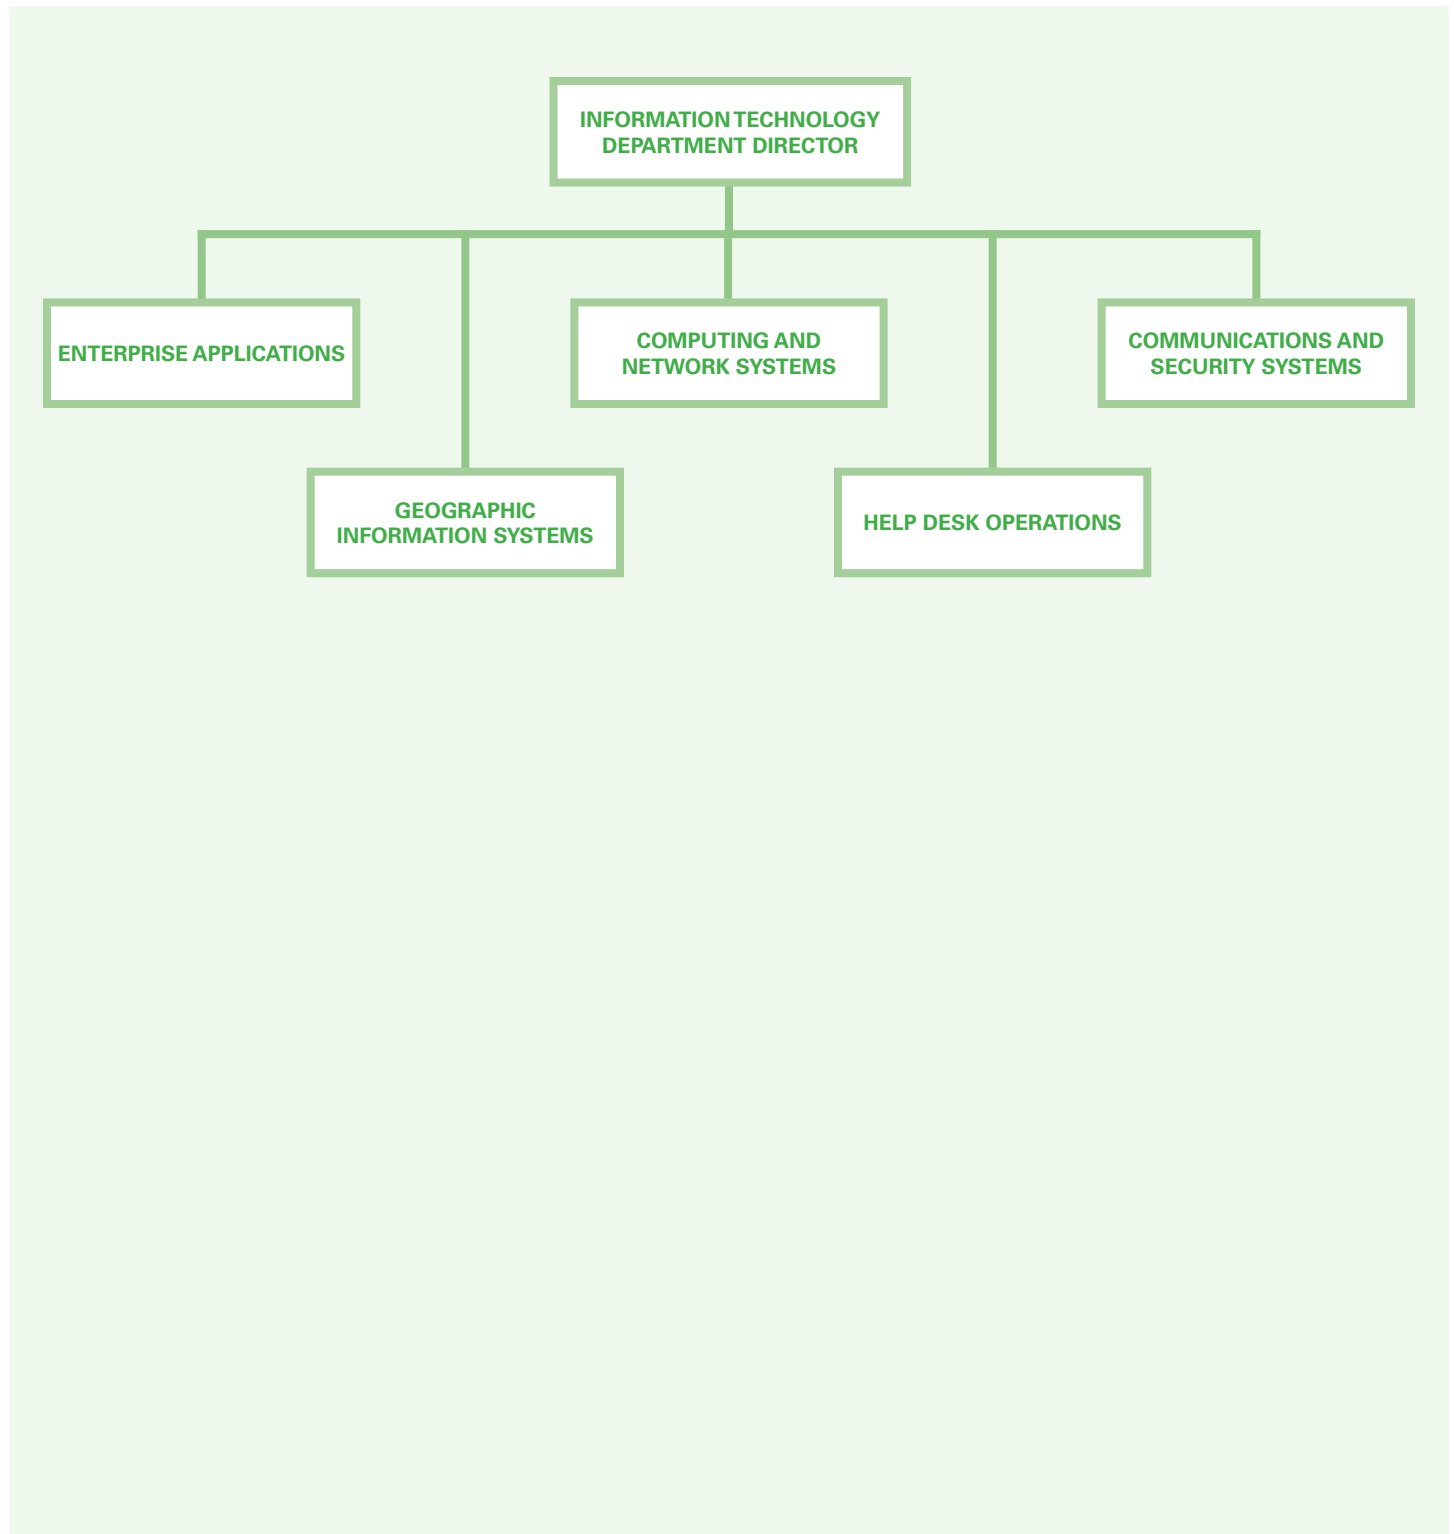 INFORMATION TECHNOLOGY
DEPARTMENT DIRECTOR
ENTERPRISE APPLICATIONS
COMPUTING AND
NETWORK SYSTEMS
COMMUNICATIONS AND
SECURITY SYSTEMS
GEOGRAPHIC
INFORMATION SYSTEMS
HELP DESK OPERATIONS